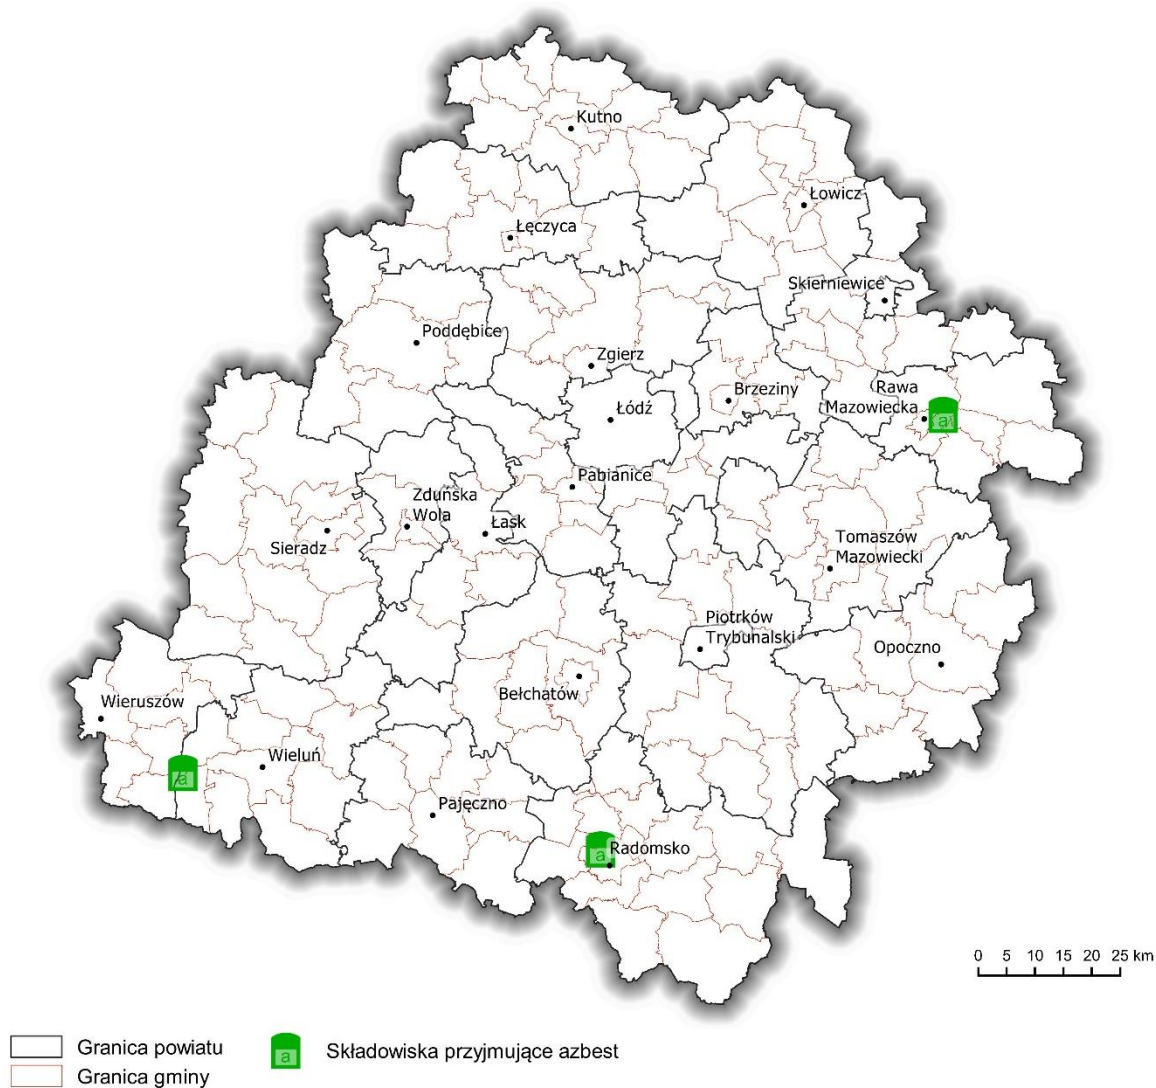 Kutno
Łowicz
Łęczyca
Skierniewice
Poddębice
Zgierz
Brzeziny
Rawa
Mazowiecka
a
Łódź
Pabianice
Zduńska
Wola
Łask
Sieradz
Tomaszów
Mazowiecki
Piotrków
Trybunalski
Opoczno
Bełchatów
Wieruszów
Wieluń
a
Pajęczno
Radomsko
a
0 5 10 15 20 25 km
Granica powiatu
a
Składowiska przyjmujące azbest
Granica gminy